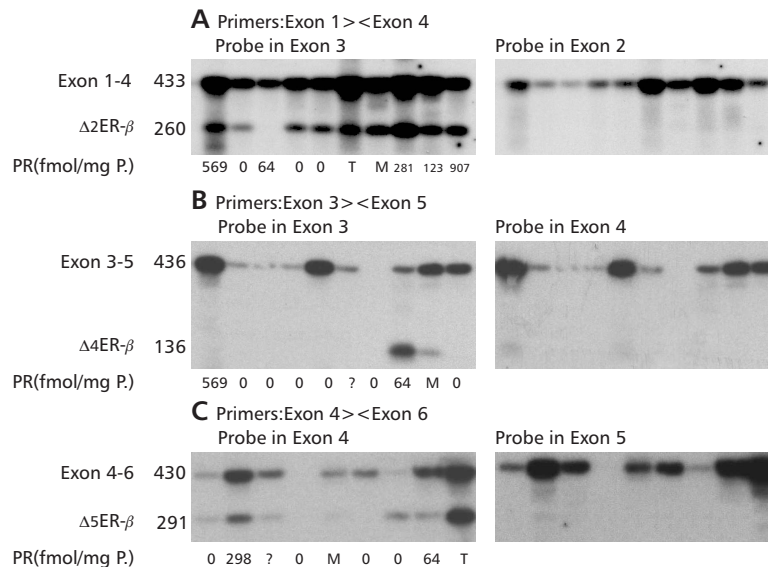 A Primers:Exon 1><Exon 4
Probe in Exon 3
Probe in Exon 2
Exon 1-4 433
Δ2ER-β 260
PR(fmol/mg P.) 569 0 64 0 0 T M 281 123 907
B Primers:Exon 3><Exon 5
Probe in Exon 3
Probe in Exon 4
Exon 3-5 436
Δ4ER-β 136
PR(fmol/mg P.) 569 0 0 0 0 ? 0 64 M 0
C Primers:Exon 4><Exon 6
Probe in Exon 4
Probe in Exon 5
Exon 4-6 430
Δ5ER-β 291
PR(fmol/mg P.) 0 298 ? 0 M 0 0 64 T